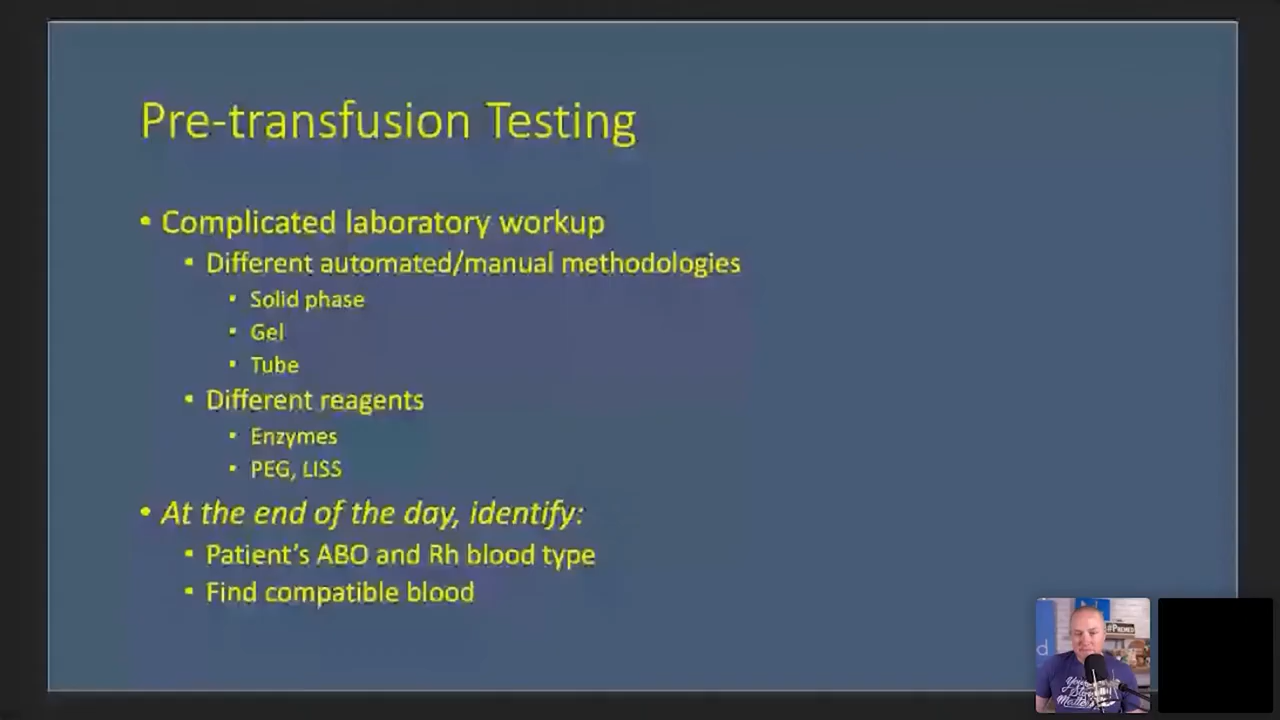 Pre-transfusion Testing
• Complicated laboratory workup
• Different automated/manual methodologies
• Solid phase
• Gel
• Tube
• Different reagents
• Enzymes
• PEG, LISS
• At the end of the day, identify:
• Patient's ABO and Rh blood type
• Find compatible blood
#PREMED
d